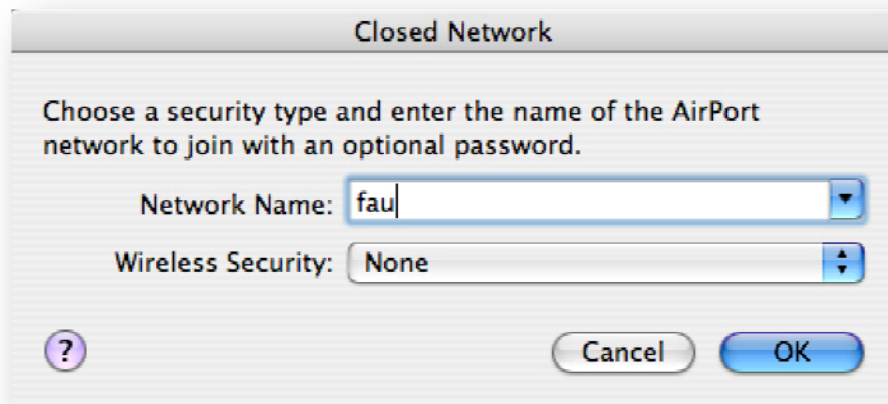 Closed Network
Choose a security type and enter the name of the AirPort
network to join with an optional password.
Network Name: fau
Wireless Security: None
? Cancel OK